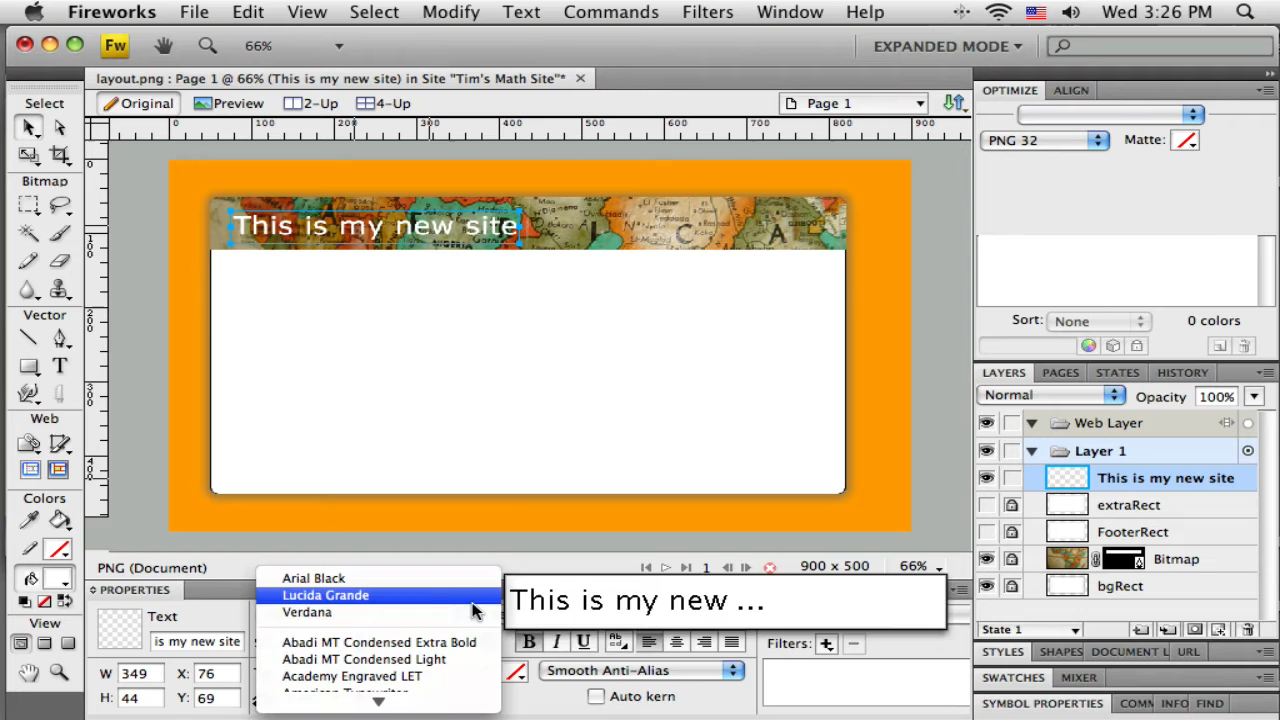 Fireworks File Edit View Select Modify Text Commands Filters Window Help Wed 3:26 PM
Fw 66% EXPANDED MODE
layout.png : Page 1 @ 66% (This is my new site) in Site "Tim's Math Site"*
Original Preview 2-Up 4-Up Page 1
0 100 200 300 400 500 600 700 800 900
0
100
200
300
400
Select
Bitmap
Vector
Web
Colors
View
This is my new site
PNG (Document) 1 900 x 500 66%
PROPERTIES
Text
is my new site
W 349 X: 76
H: 44 Y: 69
Arial Black
Lucida Grande
Verdana
Abadi MT Condensed Extra Bold
Abadi MT Condensed Light
Academy Engraved LET
This is my new ...
B I U
Filters:
Smooth Anti-Alias
Auto kern
OPTIMIZE ALIGN
PNG 32 Matte:
Sort: None 0 colors
LAYERS PAGES STATES HISTORY
Normal Opacity 100%
Web Layer
Layer 1
This is my new site
extraRect
FooterRect
Bitmap
bgRect
State 1
STYLES SHAPES DOCUMENT L URL
SWATCHES MIXER
SYMBOL PROPERTIES COMM INFO FIND